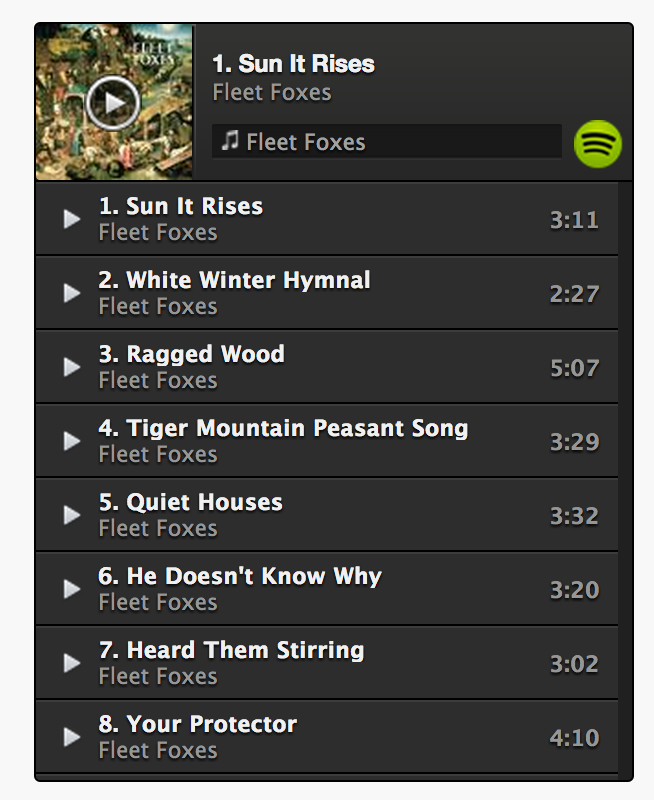 FLEET
FOXES
1. Sun It Rises
Fleet Foxes
Fleet Foxes
1. Sun It Rises
Fleet Foxes
3:11
2. White Winter Hymnal
Fleet Foxes
2:27
3. Ragged Wood
Fleet Foxes
5:07
4. Tiger Mountain Peasant Song
Fleet Foxes
3:29
5. Quiet Houses
Fleet Foxes
3:32
6. He Doesn't Know Why
Fleet Foxes
3:20
7. Heard Them Stirring
Fleet Foxes
3:02
8. Your Protector
Fleet Foxes
4:10